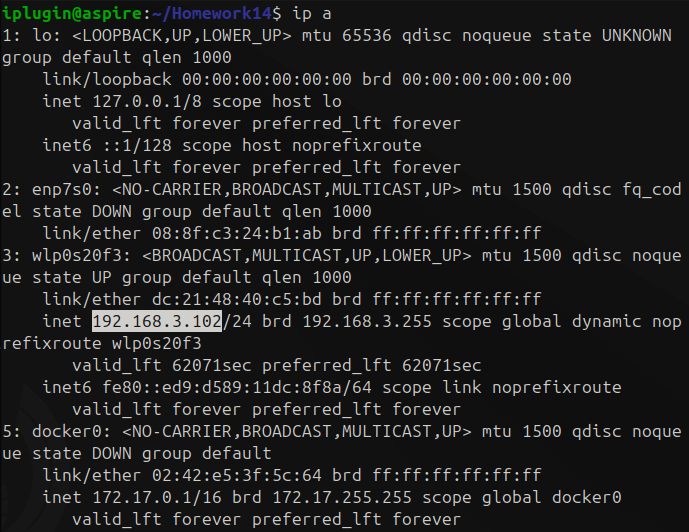 iplugin@aspire:~/Homework14$ ip a
1: lo: <LOOPBACK,UP,LOWER_UP> mtu 65536 qdisc noqueue state UNKNOWN
group default qlen 1000
    link/loopback 00:00:00:00:00:00 brd 00:00:00:00:00:00
    inet 127.0.0.1/8 scope host lo
       valid_lft forever preferred_lft forever
    inet6 ::1/128 scope host noprefixroute
       valid_lft forever preferred_lft forever
2: enp7s0: <NO-CARRIER,BROADCAST,MULTICAST,UP> mtu 1500 qdisc fq_cod
el state DOWN group default qlen 1000
    link/ether 08:8f:c3:24:b1:ab brd ff:ff:ff:ff:ff:ff
3: wlp0s20f3: <BROADCAST,MULTICAST,UP,LOWER_UP> mtu 1500 qdisc noque
ue state UP group default qlen 1000
    link/ether dc:21:48:40:c5:bd brd ff:ff:ff:ff:ff:ff
    inet 192.168.3.102/24 brd 192.168.3.255 scope global dynamic nop
refixroute wlp0s20f3
       valid_lft 62071sec preferred_lft 62071sec
    inet6 fe80::ed9:d589:11dc:8f8a/64 scope link noprefixroute
       valid_lft forever preferred_lft forever
5: docker0: <NO-CARRIER,BROADCAST,MULTICAST,UP> mtu 1500 qdisc noque
ue state DOWN group default
    link/ether 02:42:e5:3f:5c:64 brd ff:ff:ff:ff:ff:ff
    inet 172.17.0.1/16 brd 172.17.255.255 scope global docker0
       valid_lft forever preferred_lft forever